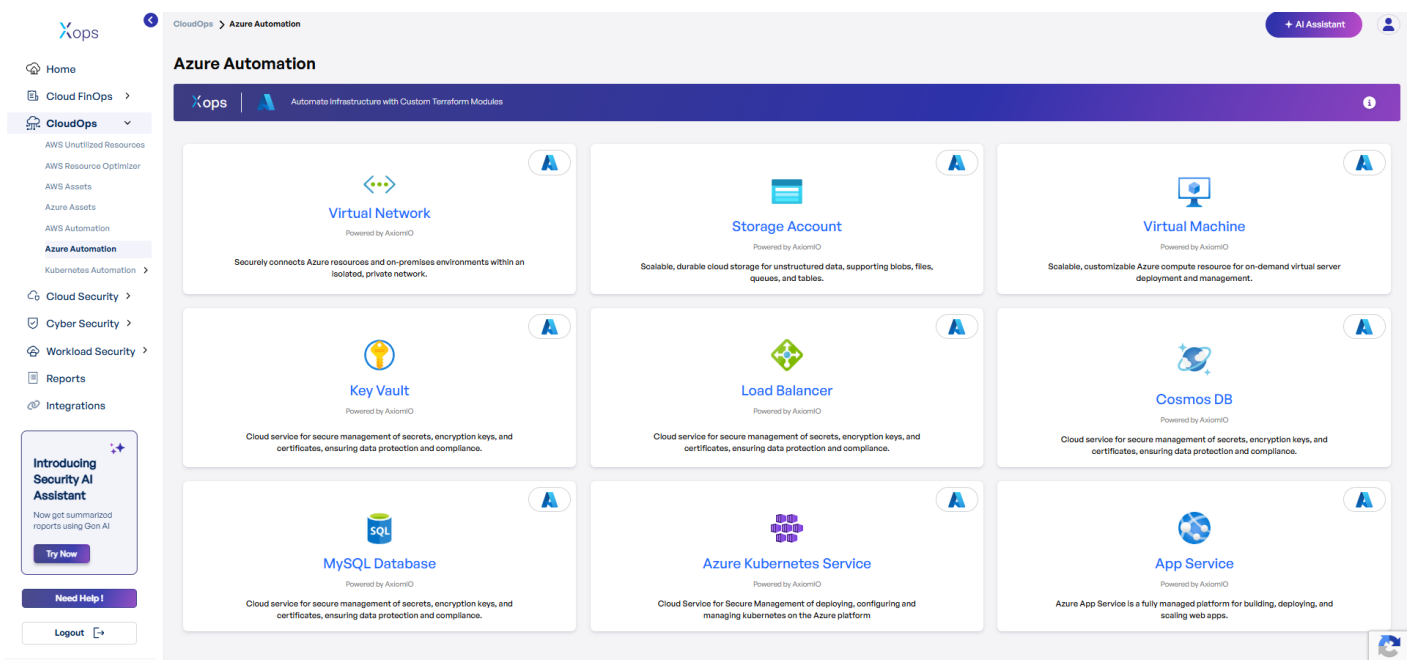 Xops
CloudOps > Azure Automation
+ AI Assistant
Home
Cloud FinOps
CloudOps
AWS Unutilized Resources
AWS Resource Optimizer
AWS Assets
Azure Assets
AWS Automation
Azure Automation
Kubernetes Automation
Cloud Security
Cyber Security
Workload Security
Reports
Integrations
Introducing
Security AI
Assistant
Now get summarized
reports using Gen AI
Try Now
Need Help !
Logout
Azure Automation
Xops
Automate Infrastructure with Custom Terraform Modules
i
Virtual Network
Powered by AxiomIO
Securely connects Azure resources and on-premises environments within an
isolated, private network.
Storage Account
Powered by AxiomIO
Scalable, durable cloud storage for unstructured data, supporting blobs, files,
queues, and tables.
Virtual Machine
Powered by AxiomIO
Scalable, customizable Azure compute resource for on-demand virtual server
deployment and management.
Key Vault
Powered by AxiomIO
Cloud service for secure management of secrets, encryption keys, and
certificates, ensuring data protection and compliance.
Load Balancer
Powered by AxiomIO
Cloud service for secure management of secrets, encryption keys, and
certificates, ensuring data protection and compliance.
Cosmos DB
Powered by AxiomIO
Cloud service for secure management of secrets, encryption keys, and
certificates, ensuring data protection and compliance.
SQL
MySQL Database
Powered by AxiomIO
Cloud service for secure management of secrets, encryption keys, and
certificates, ensuring data protection and compliance.
Azure Kubernetes Service
Powered by AxiomIO
Cloud Service for Secure Management of deploying, configuring and
managing kubernetes on the Azure platform
App Service
Powered by AxiomIO
Azure App Service is a fully managed platform for building, deploying, and
scaling web apps.